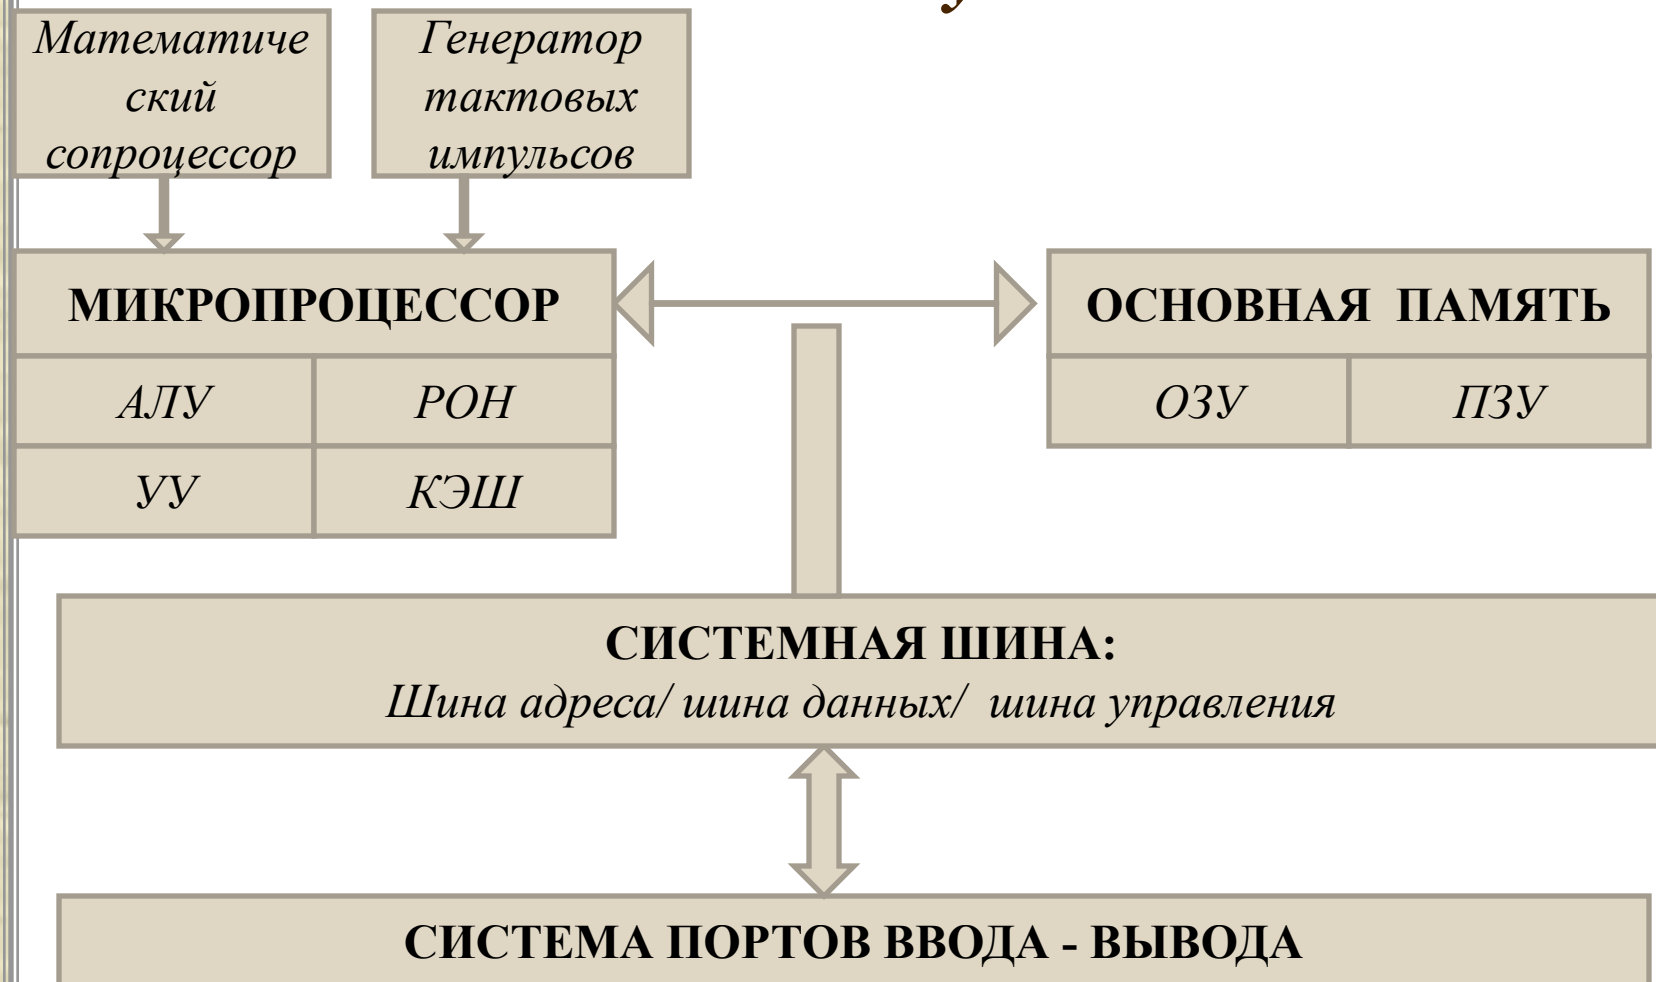 Математиче
ский
сопроцессор
Генератор
тактовых
импульсов
МИКРОПРОЦЕССОР
ОСНОВНАЯ ПАМЯТЬ
АЛУ
РОН
ОЗУ
ПЗУ
УУ
КЭШ
СИСТЕМНАЯ ШИНА:
Шина адреса/ шина данных/ шина управления
СИСТЕМА ПОРТОВ ВВОДА - ВЫВОДА